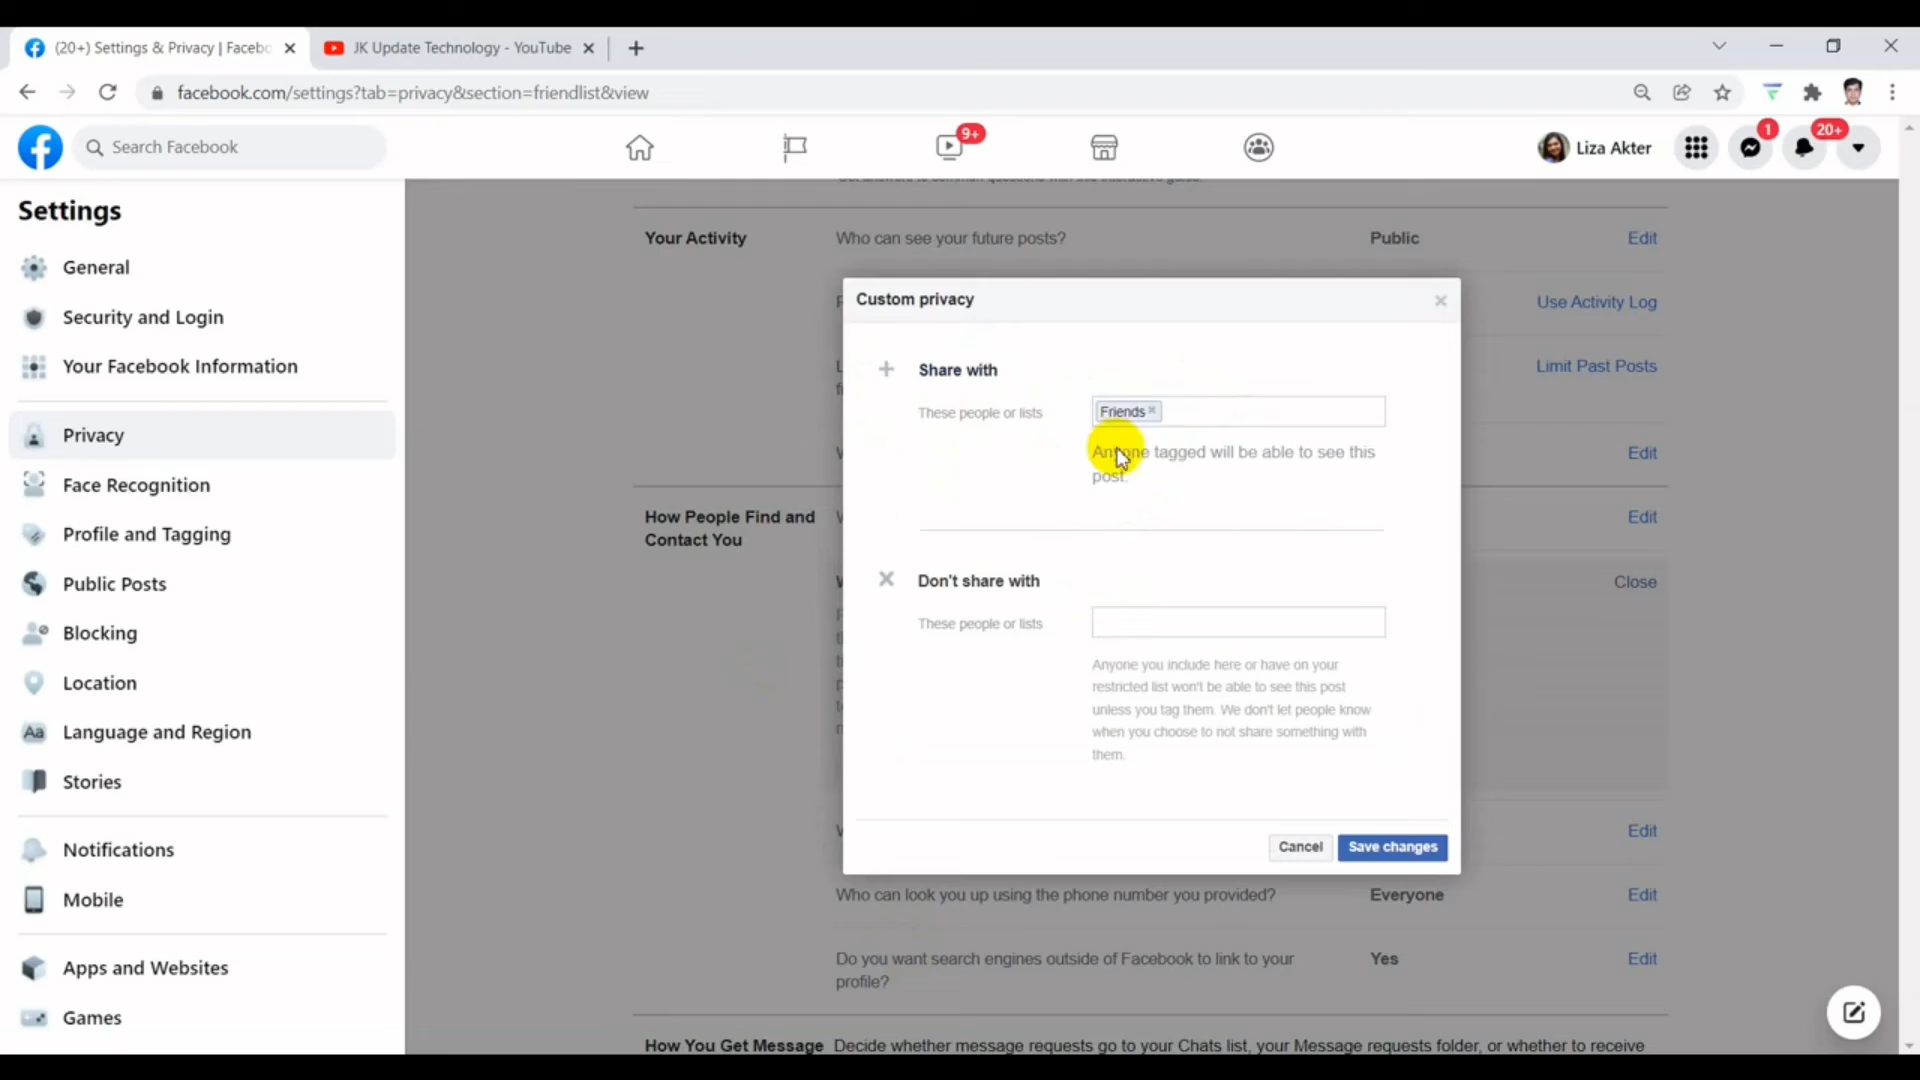 (20+) Settings & Privacy | Facebo
JK Update Technology - YouTube
facebook.com/settings?tab=privacy&section=friendlist&view
Search Facebook
9+
Liza Akter
1
20+
Settings
General
Security and Login
Your Facebook Information
Privacy
Face Recognition
Profile and Tagging
Public Posts
Blocking
Location
Language and Region
Stories
Notifications
Mobile
Apps and Websites
Games
Your Activity
Who can see your future posts?
Public
Edit
Use Activity Log
Limit Past Posts
Edit
How People Find and
Contact You
Edit
Close
Custom privacy
Share with
These people or lists
Friends
Anyone tagged will be able to see this
post.
Don't share with
These people or lists
Anyone you include here or have on your
restricted list won't be able to see this post
unless you tag them. We don't let people know
when you choose to not share something with
them.
Cancel
Save changes
Edit
Who can look you up using the phone number you provided?
Everyone
Edit
Do you want search engines outside of Facebook to link to your
profile?
Yes
Edit
How You Get Message
Decide whether message requests go to your Chats list, your Message requests folder, or whether to receive